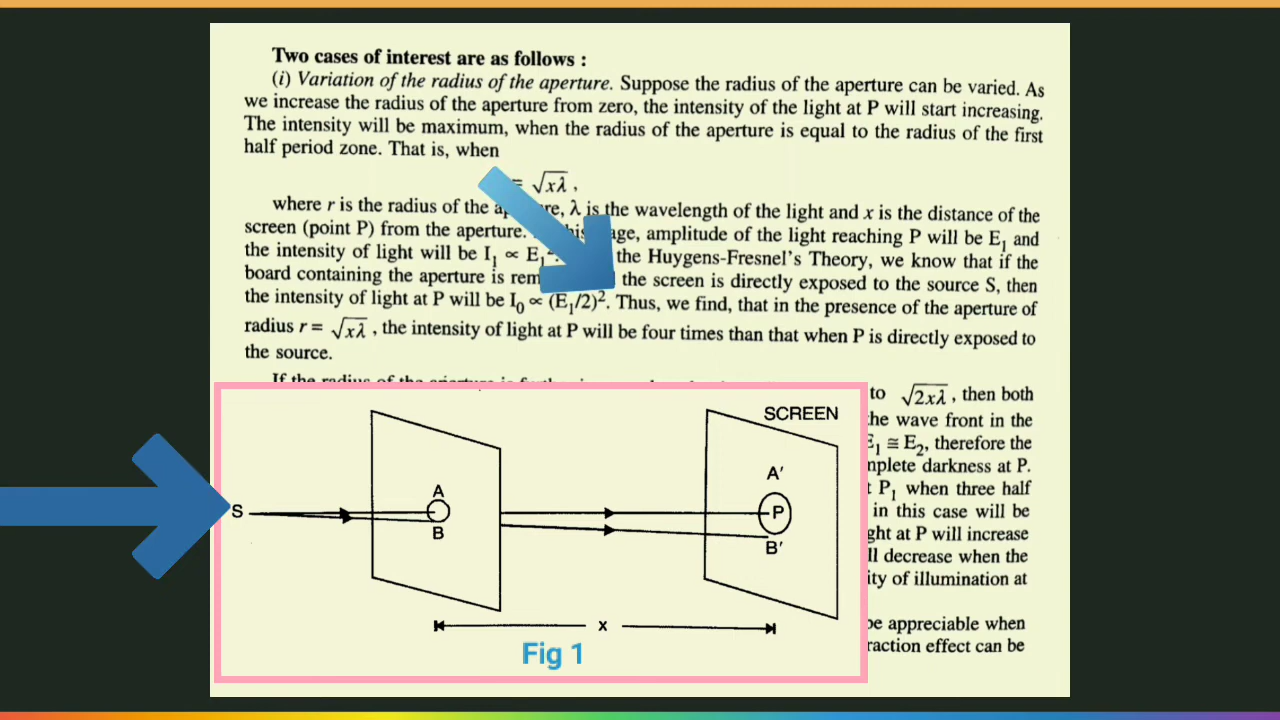 Two cases of interest are as follows :
(i) Variation of the radius of the aperture. Suppose the radius of the aperture can be varied. As
we increase the radius of the aperture from zero, the intensity of the light at P will start increasing.
The intensity will be maximum, when the radius of the aperture is equal to the radius of the first
half period zone. That is, when
= √xλ ,
where r is the radius of the λ is the wavelength of the light and x is the distance of the
screen (point P) from the aperture. amplitude of the light reaching P will be E₁ and
the intensity of light will be I₁ ∝ E₁². the Huygens-Fresnel's Theory, we know that if the
board containing the aperture is the screen is directly exposed to the source S, then
the intensity of light at P will be I₀ ∝ (E₁/2)². Thus, we find, that in the presence of the aperture of
radius r = √xλ , the intensity of light at P will be four times than that when P is directly exposed to
the source.
If the radius of the aperture is
to √2xλ , then both
the wave front in the
E₁ ≅ E₂, therefore the
darkness at P.
P₁ when three half
in this case will be
at P will increase
decrease when the
of illumination at
be appreciable when
effect can be
SCREEN
A′
A
S
P
B
B′
x
Fig 1